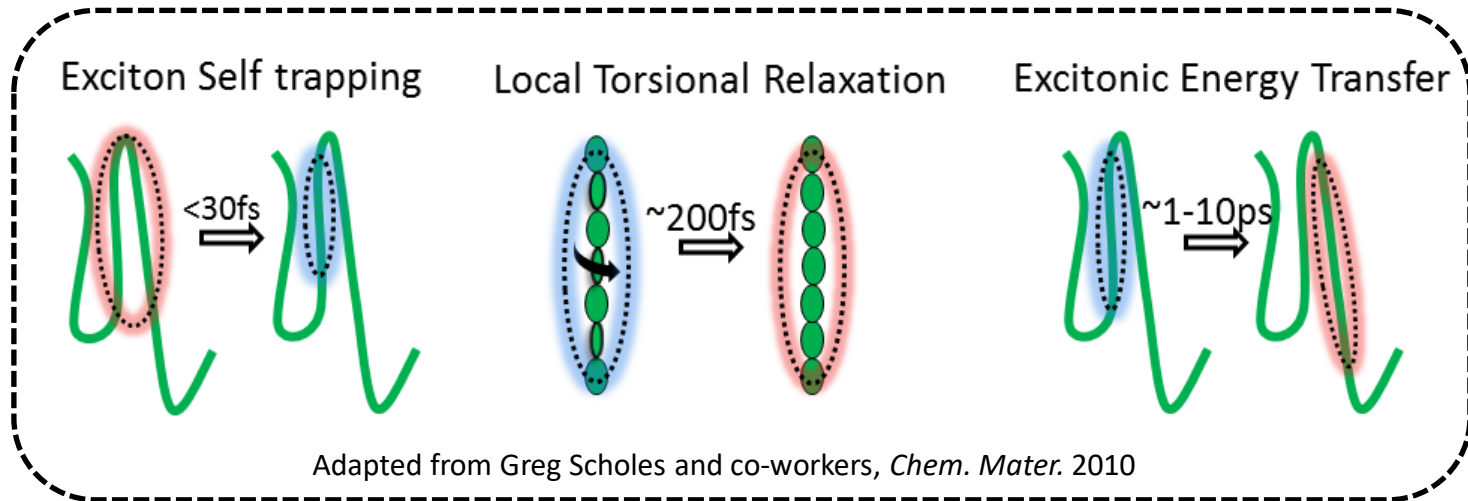 Exciton Self trapping
Local Torsional Relaxation
Excitonic Energy Transfer
<30fs
~200fs
~1-10ps
Adapted from Greg Scholes and co-workers, Chem. Mater. 2010